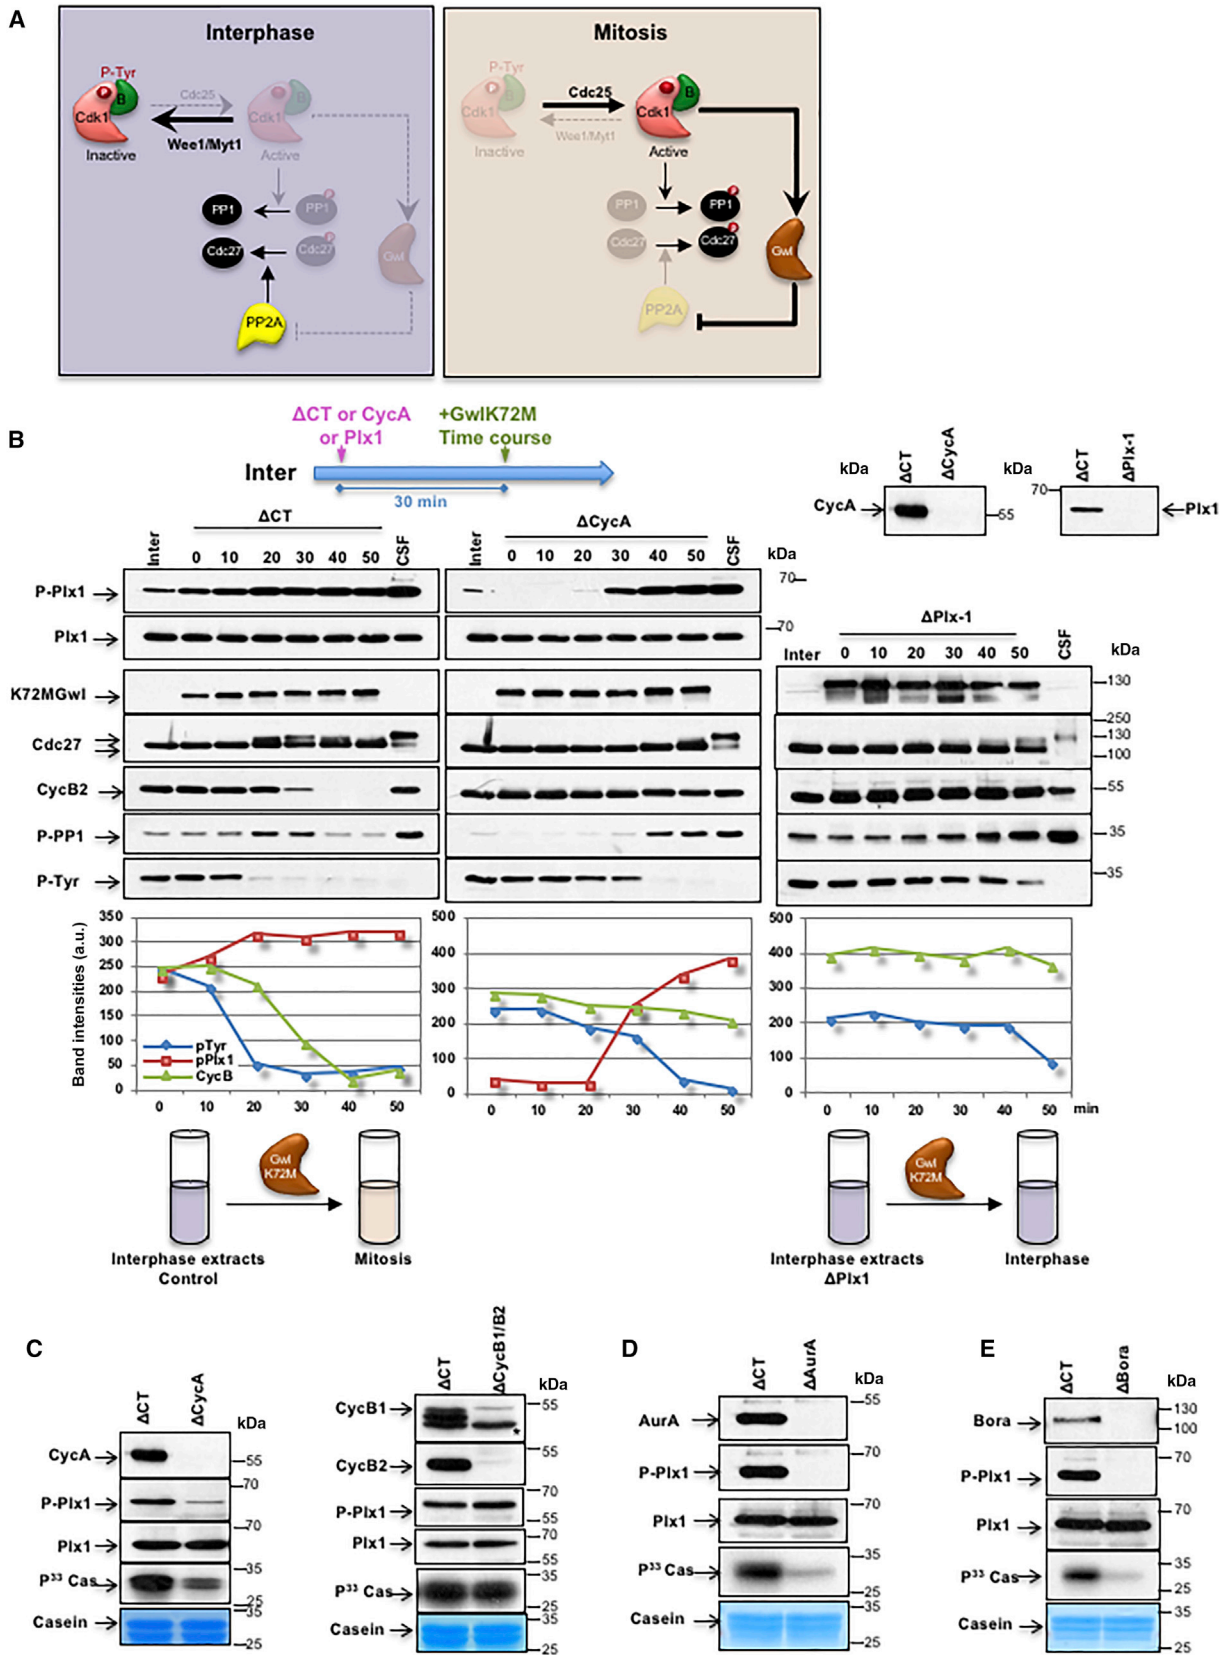 A
Interphase
P-Tyr
P
B
Cdk1
Inactive
Cdc25
Wee1/Myt1
B
Cdk1
Active
PP1
PP1
P
Cdc27
Cdc27
P
Gwl
PP2A
Mitosis
P-Tyr
P
B
Cdk1
Inactive
Cdc25
Wee1/Myt1
B
Cdk1
Active
PP1
PP1
P
Cdc27
Cdc27
P
Gwl
PP2A
B
ΔCT or CycA
or Plx1
+GwlK72M
Time course
Inter
30 min
kDa
ΔCT
ΔCycA
CycA
55
kDa
ΔCT
ΔPlx-1
70
Plx1
ΔCT
Inter 0 10 20 30 40 50 CSF
ΔCycA
Inter 0 10 20 30 40 50 CSF
kDa
P-Plx1
70
Plx1
70
K72MGwl
Cdc27
CycB2
P-PP1
P-Tyr
ΔPlx-1
Inter 0 10 20 30 40 50 CSF
kDa
130
250
130
100
55
35
35
Band intensities (a.u.)
350
300
250
200
150
100
50
0
pTyr
pPlx1
CycB
0 10 20 30 40 50
500
400
300
200
100
0
0 10 20 30 40 50
500
400
300
200
100
0
0 10 20 30 40 50 min
Gwl
K72M
Interphase extracts
Control
Mitosis
Gwl
K72M
Interphase extracts
ΔPlx1
Interphase
C
ΔCT
ΔCycA
kDa
CycA
55
70
P-Plx1
70
Plx1
35
P33 Cas
25
35
Casein
25
ΔCT
ΔCycB1/B2
kDa
CycB1
55
*
CycB2
55
70
P-Plx1
55
70
Plx1
55
35
P33 Cas
25
35
Casein
25
D
ΔCT
ΔAurA
kDa
55
AurA
70
P-Plx1
70
Plx1
35
P33 Cas
25
35
Casein
25
E
ΔCT
ΔBora
kDa
130
Bora
100
70
P-Plx1
70
Plx1
35
P33 Cas
25
35
Casein
25